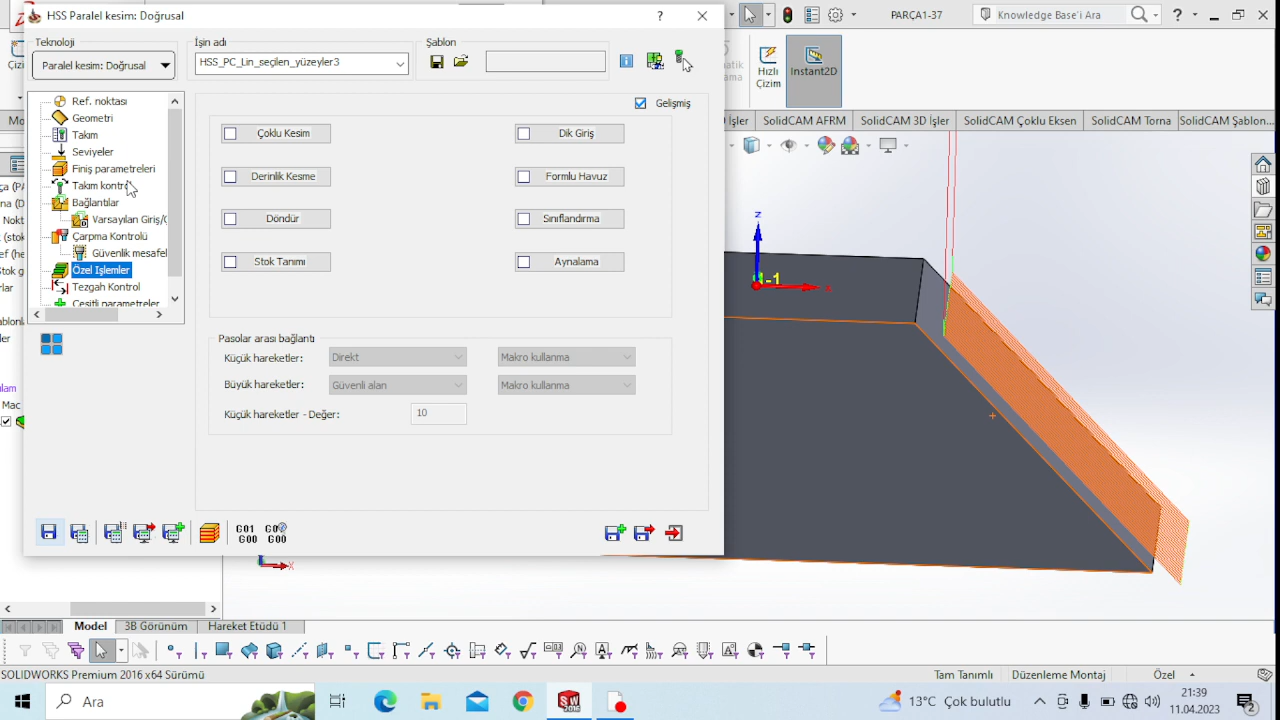 HSS Paralel kesim: Doğrusal
PARÇA1-37
Knowledge Base'i Ara
Teknoloji
Paralel kesim: Doğrusal
İşin adı
HSS_PC_Lin_seçilen_yüzeyler3
Şablon
Hızlı
Çizim
Instant2D
Ref. noktası
Geometri
Takım
Seviyeler
Finiş parametreleri
Takım kontro
Bağlantılar
Varsayılan Giriş/Ç
Çarpma Kontrolü
Güvenlik mesafel
Özel İşlemler
Tezgah Kontrol
Çeşitli parametreler
Gelişmiş
Çoklu Kesim
Dik Giriş
Derinlik Kesme
Formlu Havuz
Döndür
Sınıflandırma
Stok Tanımı
Aynalama
Pasolar arası bağlantı
Küçük hareketler:
Direkt
Makro kullanma
Büyük hareketler:
Güvenli alan
Makro kullanma
Küçük hareketler - Değer:
10
G01
G00
G0
G00
İşler
SolidCAM AFRM
SolidCAM 3D İşler
SolidCAM Çoklu Eksen
SolidCAM Torna
SolidCAM Şablon...
z
1-1
x
X
Model
3B Görünüm
Hareket Etüdü 1
SOLIDWORKS Premium 2016 x64 Sürümü
Tam Tanımlı
Düzenleme Montaj
Özel
Ara
13°C Çok bulutlu
21:39
11.04.2023
2